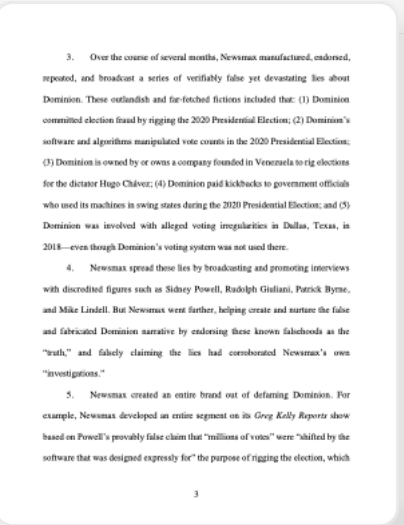 3. Over the course of several months, Newsmax manufactured, endorsed,
repeated, and broadcast a series of verifiably false yet devastating lies about
Dominion. These outlandish and far-fetched fictions included that: (1) Dominion
committed election fraud by rigging the 2020 Presidential Election; (2) Dominion's
software and algorithms manipulated vote counts in the 2020 Presidential Election;
(3) Dominion is owned by or owns a company founded in Venezuela to rig elections
for the dictator Hugo Chávez; (4) Dominion paid kickbacks to government officials
who used its machines in swing states during the 2020 Presidential Election; and (5)
Dominion was involved with alleged voting irregularities in Dallas, Texas, in
2018—even though Dominion's voting system was not used there.
4. Newsmax spread these lies by broadcasting and promoting interviews
with discredited figures such as Sidney Powell, Rudolph Giuliani, Patrick Byrne,
and Mike Lindell. But Newsmax went further, helping create and nurture the false
and fabricated Dominion narrative by endorsing these known falsehoods as the
"truth," and falsely claiming the lies had corroborated Newsmax's own
"investigations."
5. Newsmax created an entire brand out of defaming Dominion. For
example, Newsmax developed an entire segment on its Greg Kelly Reports show
based on Powell's provably false claim that "millions of votes" were "shifted by the
software that was designed expressly for" the purpose of rigging the election, which
3